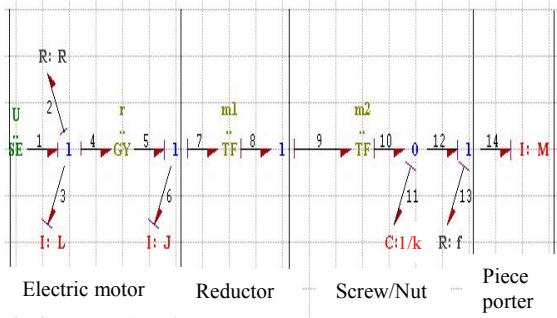 R: R
U r m1 m2
2
SE 1 1 4 GY 5 1 7 TF 8 1 9 TF 10 0 12 1 14 I: M
3 6 11 13
I: L I: J C:1/k R: f
Electric motor Reductor Screw/Nut Piece
porter